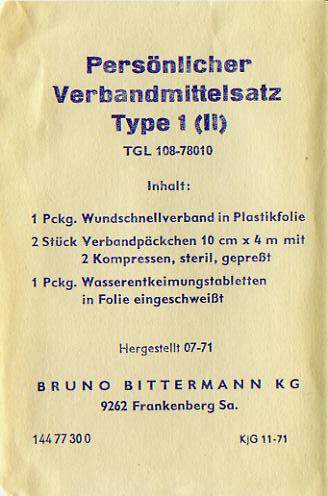 Persönlicher
Verbandmittelsatz
Type 1 (II)
TGL 108-78010
Inhalt:
1 Pckg. Wundschnellverband in Plastikfolie
2 Stück Verbandpäckchen 10 cm x 4 m mit
2 Kompressen, steril, gepreßt
1 Pckg. Wasserentkeimungstabletten
in Folie eingeschweißt
Hergestellt 07-71
BRUNO BITTERMANN KG
9262 Frankenberg Sa.
144 77 30 0
KjG 11-71